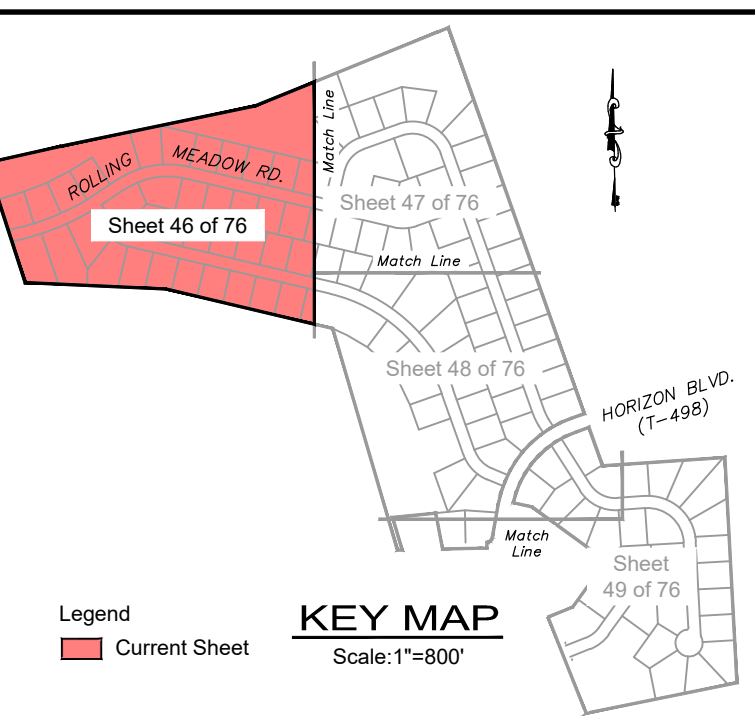 Match Line
ROLLING MEADOW RD.
Sheet 47 of 76
Sheet 46 of 76
Match Line
Sheet 48 of 76
HORIZON BLVD.
(T-498)
Match
Line
Sheet
49 of 76
Legend
Current Sheet
KEY MAP
Scale:1"=800'